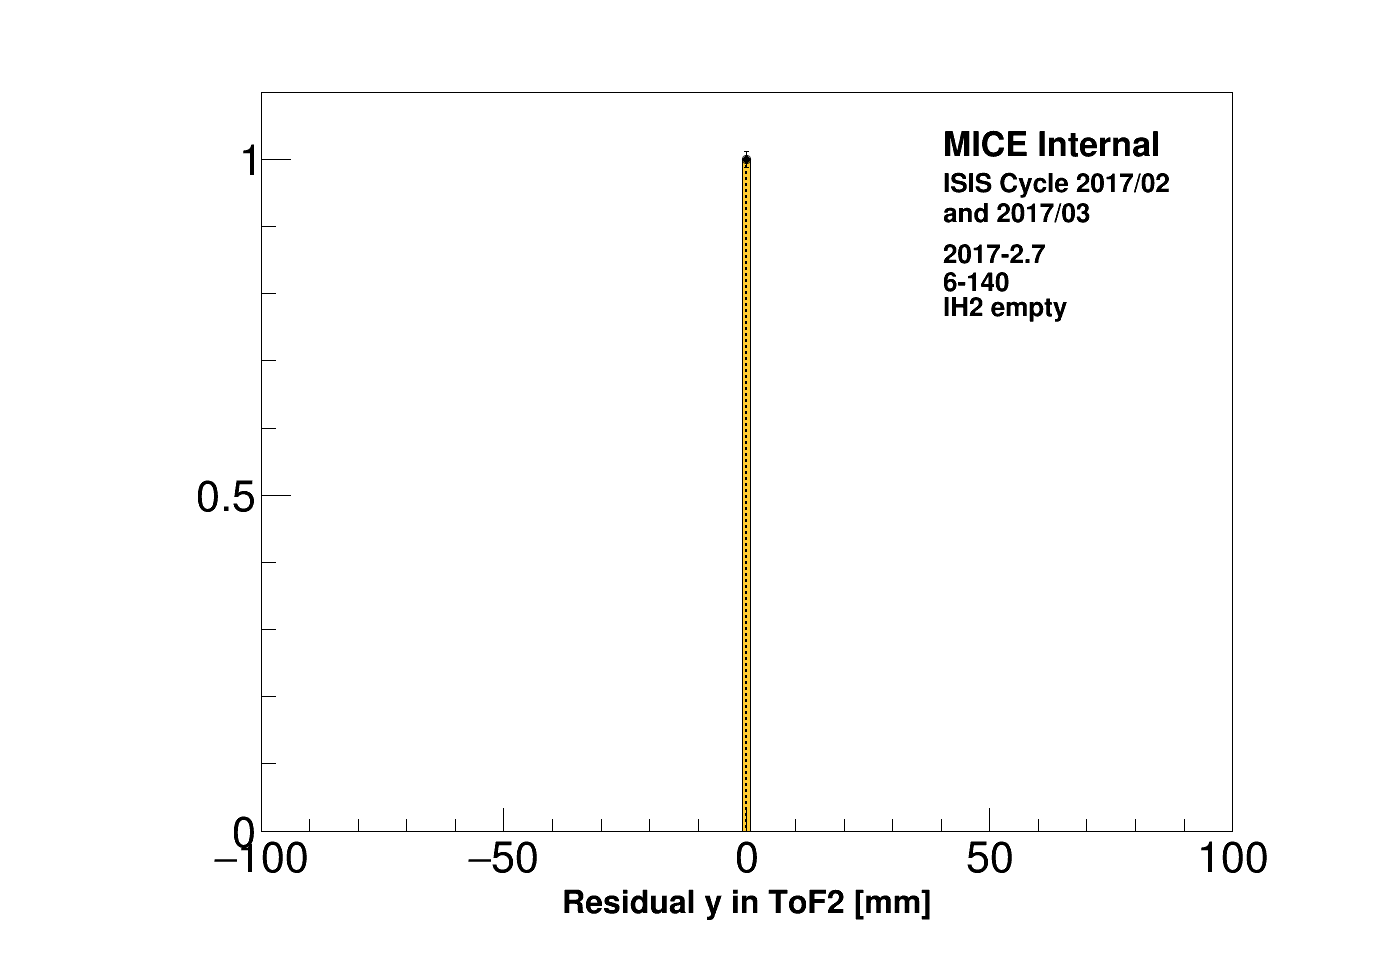 MICE Internal
ISIS Cycle 2017/02
and 2017/03
2017-2.7
6-140
lH2 empty
1
0.5
0
−100 −50 0 50 100
Residual y in ToF2 [mm]